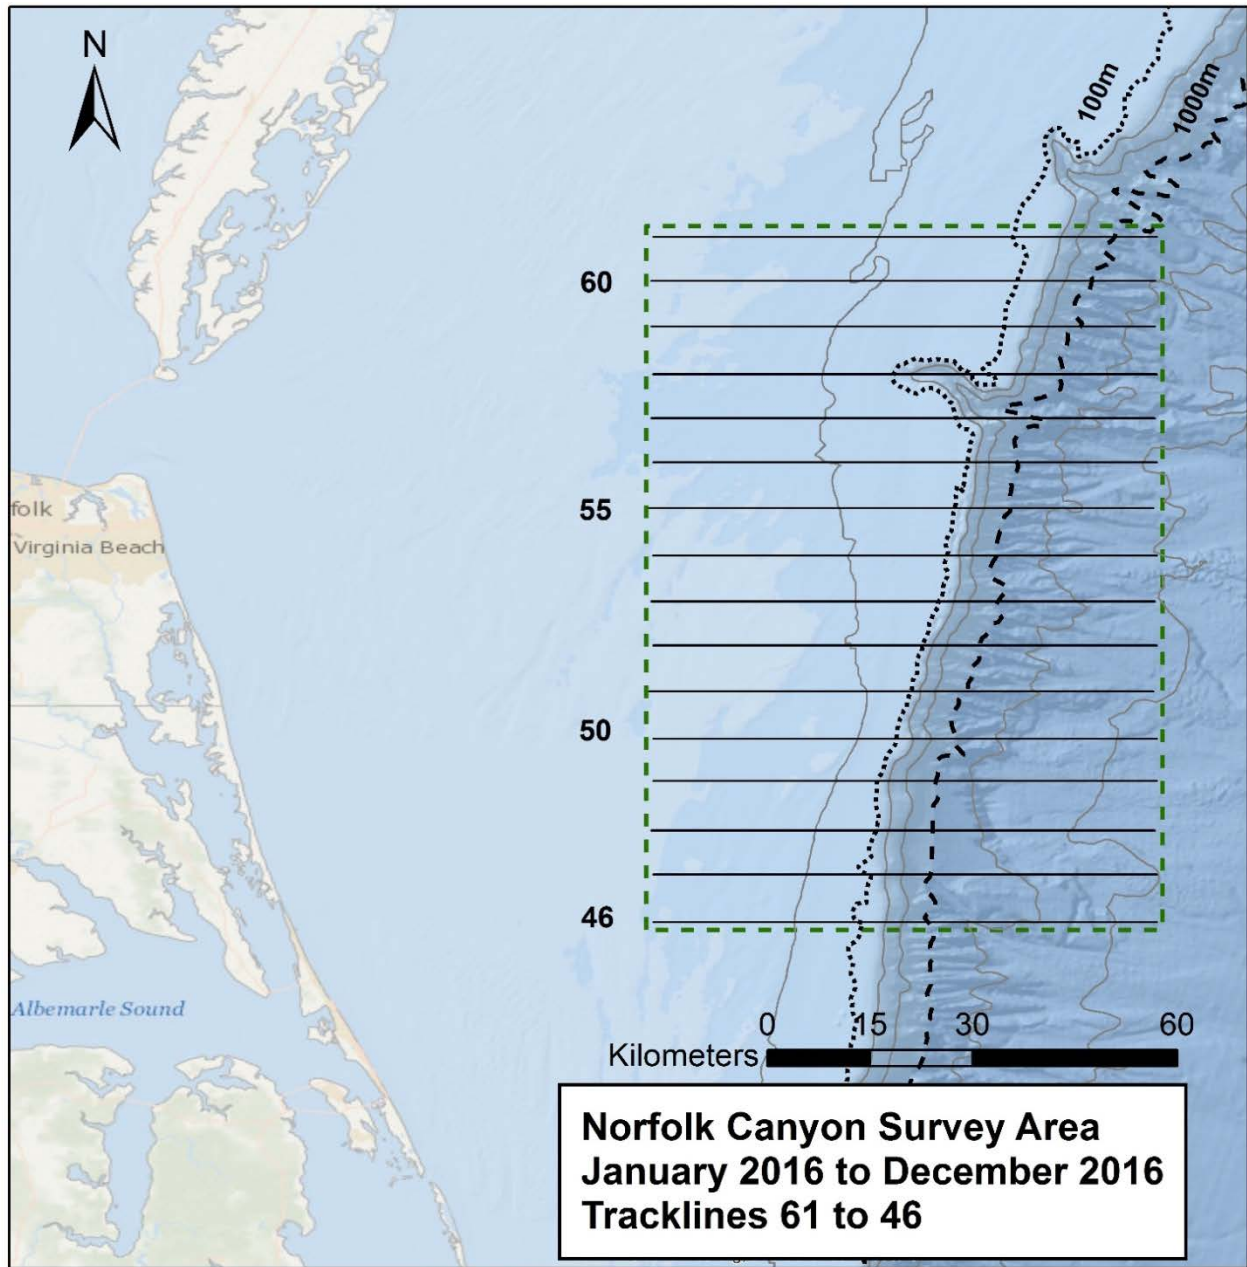 N
100m
1000m
60
55
folk
Virginia Beach
50
46
Albemarle Sound
0 15 30 60
Kilometers
Norfolk Canyon Survey Area
January 2016 to December 2016
Tracklines 61 to 46